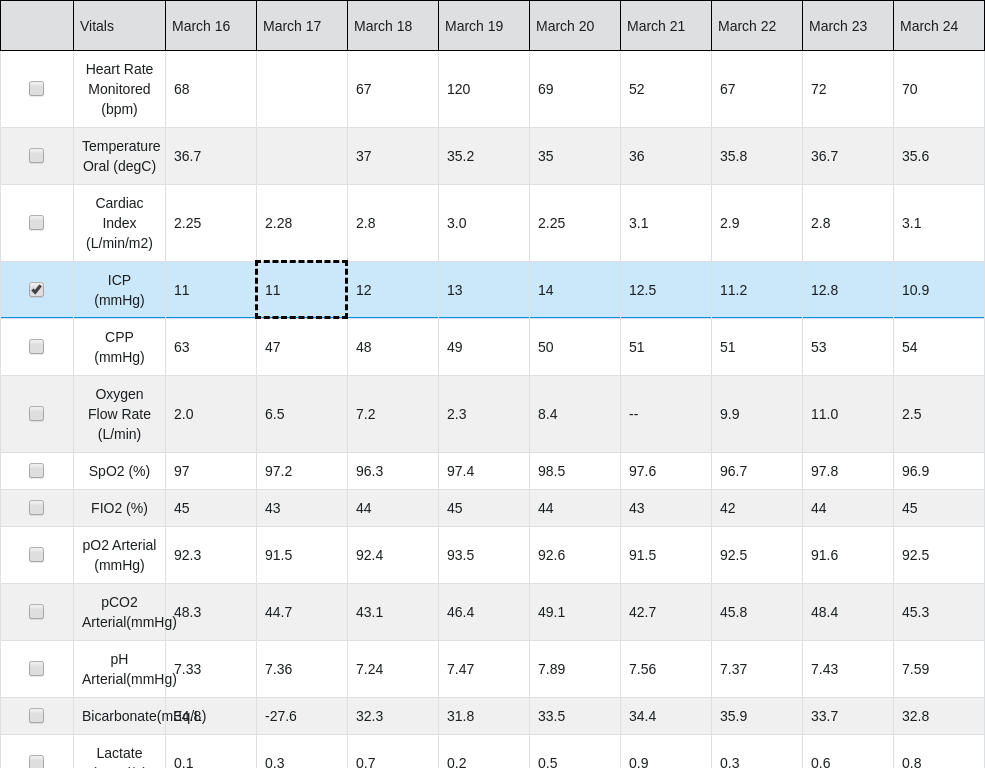 Vitals March 16 March 17 March 18 March 19 March 20 March 21 March 22 March 23 March 24
Heart Rate
Monitored
(bpm)
68 67 120 69 52 67 72 70
Temperature
Oral (degC)
36.7 37 35.2 35 36 35.8 36.7 35.6
Cardiac
Index
(L/min/m2)
2.25 2.28 2.8 3.0 2.25 3.1 2.9 2.8 3.1
ICP
(mmHg)
11 11 12 13 14 12.5 11.2 12.8 10.9
CPP
(mmHg)
63 47 48 49 50 51 51 53 54
Oxygen
Flow Rate
(L/min)
2.0 6.5 7.2 2.3 8.4 -- 9.9 11.0 2.5
SpO2 (%) 97 97.2 96.3 97.4 98.5 97.6 96.7 97.8 96.9
FIO2 (%) 45 43 44 45 44 43 42 44 45
pO2 Arterial
(mmHg)
92.3 91.5 92.4 93.5 92.6 91.5 92.5 91.6 92.5
pCO2
Arterial(mmHg)
48.3 44.7 43.1 46.4 49.1 42.7 45.8 48.4 45.3
pH
Arterial(mmHg)
7.33 7.36 7.24 7.47 7.89 7.56 7.37 7.43 7.59
Bicarbonate(mEq/L) -27.6 32.3 31.8 33.5 34.4 35.9 33.7 32.8
Lactate
0.1 0.3 0.7 0.2 0.5 0.9 0.3 0.6 0.8